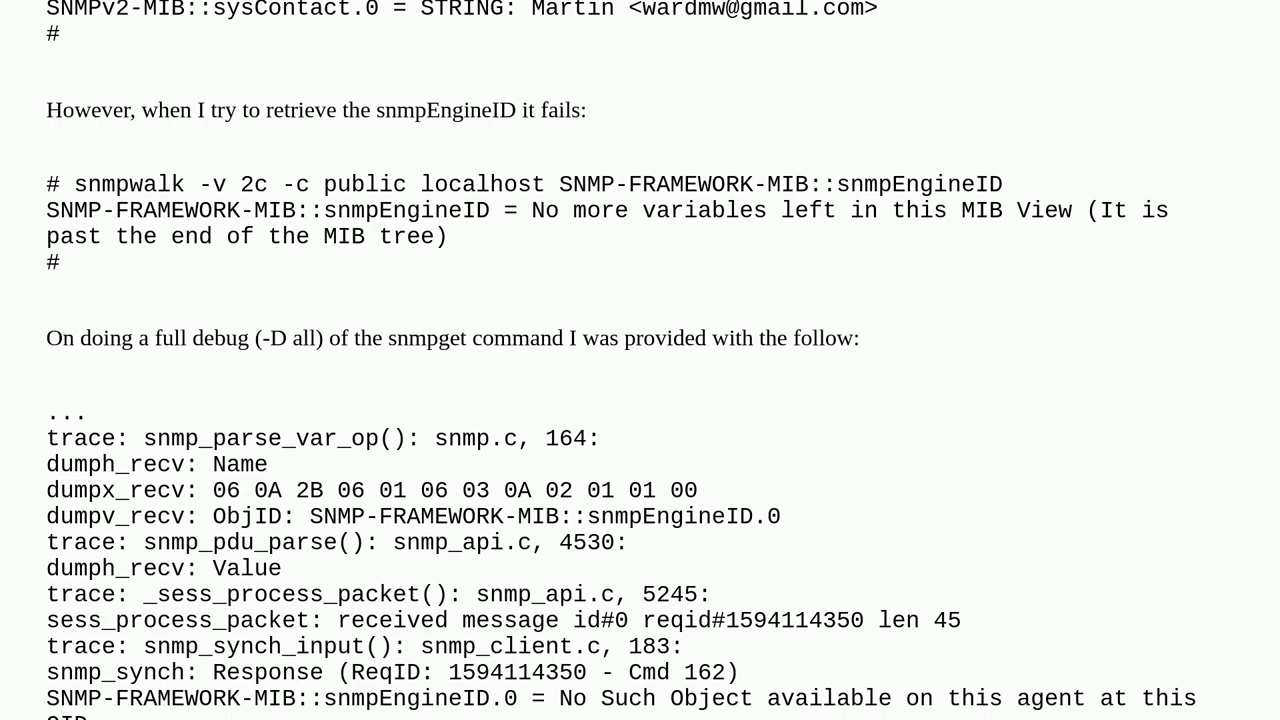 SNMPv2-MIB::sysContact.0 = STRING: Martin <wardmw@gmail.com>
#
However, when I try to retrieve the snmpEngineID it fails:
# snmpwalk -v 2c -c public localhost SNMP-FRAMEWORK-MIB::snmpEngineID
SNMP-FRAMEWORK-MIB::snmpEngineID = No more variables left in this MIB View (It is
past the end of the MIB tree)
#
On doing a full debug (-D all) of the snmpget command I was provided with the follow:
...
trace: snmp_parse_var_op(): snmp.c, 164:
dumph_recv: Name
dumpx_recv: 06 0A 2B 06 01 06 03 0A 02 01 01 00
dumpv_recv: ObjID: SNMP-FRAMEWORK-MIB::snmpEngineID.0
trace: snmp_pdu_parse(): snmp_api.c, 4530:
dumph_recv: Value
trace: _sess_process_packet(): snmp_api.c, 5245:
sess_process_packet: received message id#0 reqid#1594114350 len 45
trace: snmp_synch_input(): snmp_client.c, 183:
snmp_synch: Response (ReqID: 1594114350 - Cmd 162)
SNMP-FRAMEWORK-MIB::snmpEngineID.0 = No Such Object available on this agent at this
OID